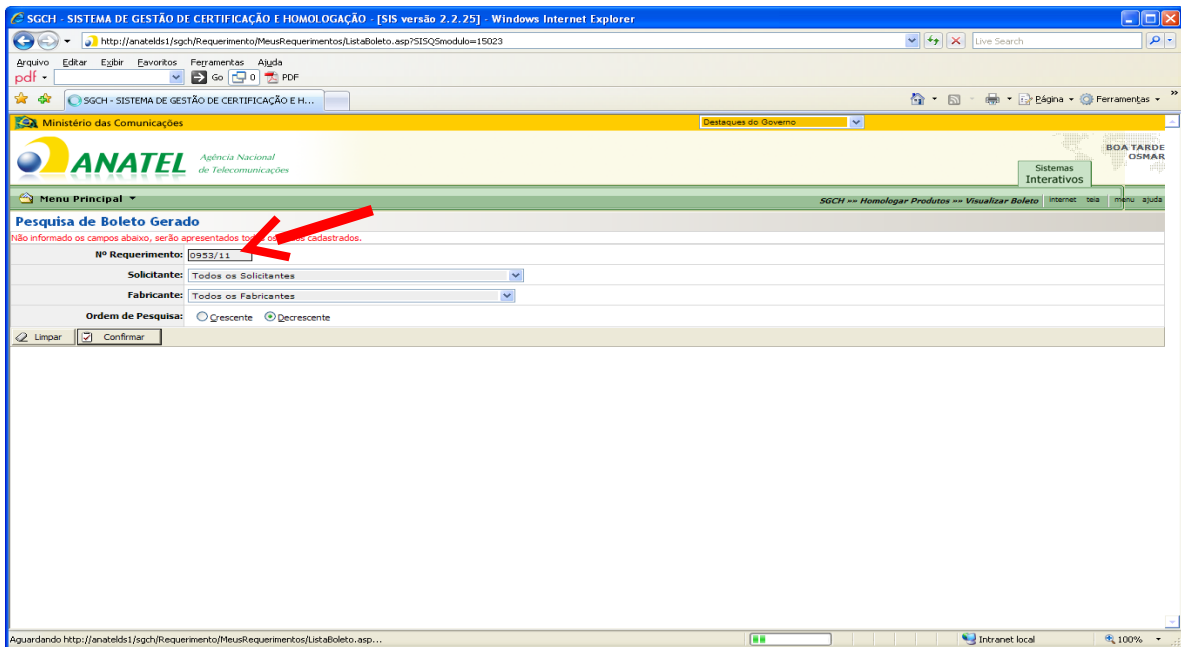 SGCH - SISTEMA DE GESTÃO DE CERTIFICAÇÃO E HOMOLOGAÇÃO - [SIS versão 2.2.25] - Windows Internet Explorer
http://anatelds1/sgch/Requerimento/MeusRequerimentos/ListaBoleto.asp?SISQSmodulo=15023
Live Search
Arquivo Editar Exibir Favoritos Ferramentas Ajuda
pdf Go 0 PDF
SGCH - SISTEMA DE GESTÃO DE CERTIFICAÇÃO E H...
Página Ferramentas »
Ministério das Comunicações Destaques do Governo
ANATEL Agência Nacional
de Telecomunicações
BOA TARDE
OSMAR
Sistemas
Interativos
Menu Principal SGCH »» Homologar Produtos »» Visualizar Boleto internet teia menu ajuda
Pesquisa de Boleto Gerado
Não informado os campos abaixo, serão apresentados cadastrados.
Nº Requerimento: 0953/11
Solicitante: Todos os Solicitantes
Fabricante: Todos os Fabricantes
Ordem de Pesquisa: Crescente Decrescente
Limpar Confirmar
Aguardando http://anatelds1/sgch/Requerimento/MeusRequerimentos/ListaBoleto.asp... Intranet local 100%